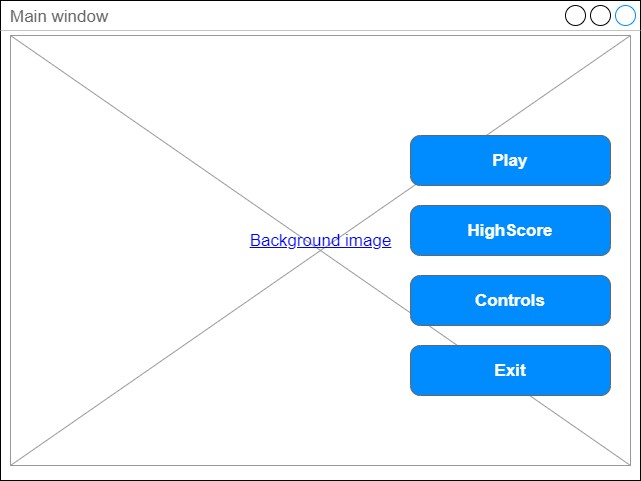 Main window
Play
HighScore
Background image
Controls
Exit